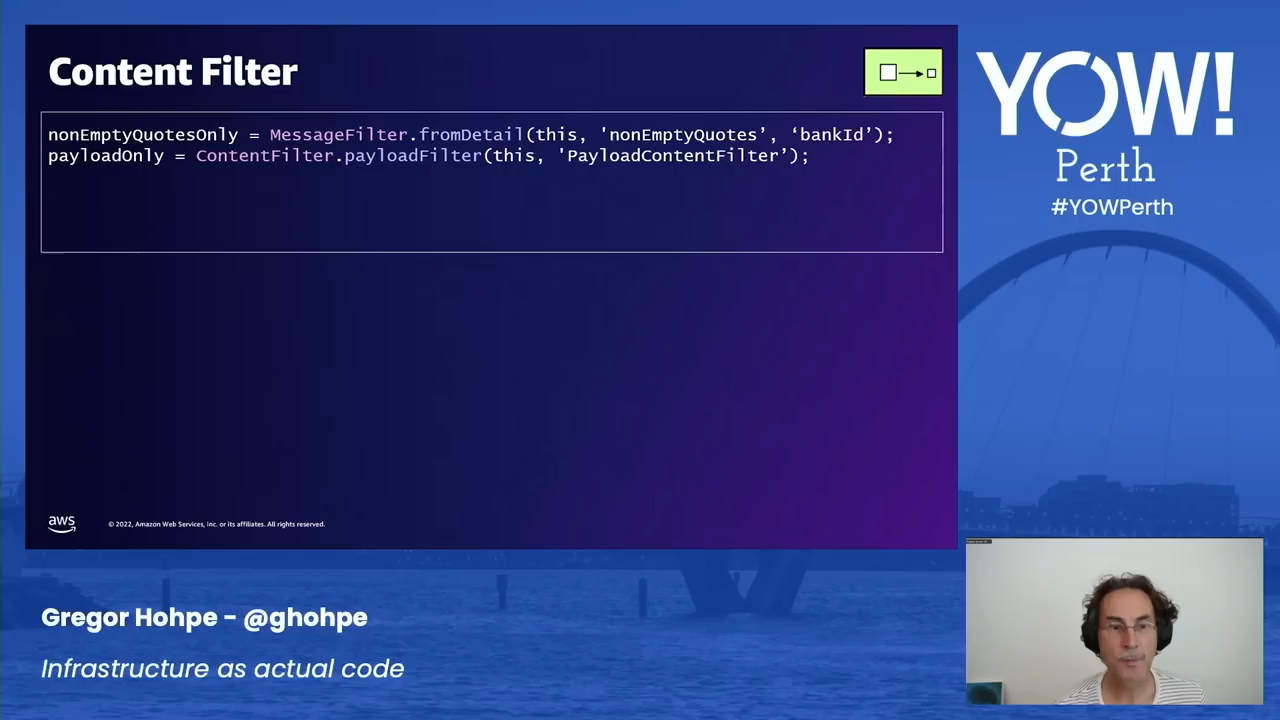 Content Filter
nonEmptyQuotesOnly = MessageFilter.fromDetail(this, 'nonEmptyQuotes’, ‘bankId’);
payloadOnly = ContentFilter.payloadFilter(this, 'PayloadContentFilter’);
aws
© 2022, Amazon Web Services, Inc. or its affiliates. All rights reserved.
YOW!
Perth
#YOWPerth
Gregor Hohpe - @ghohpe
Infrastructure as actual code